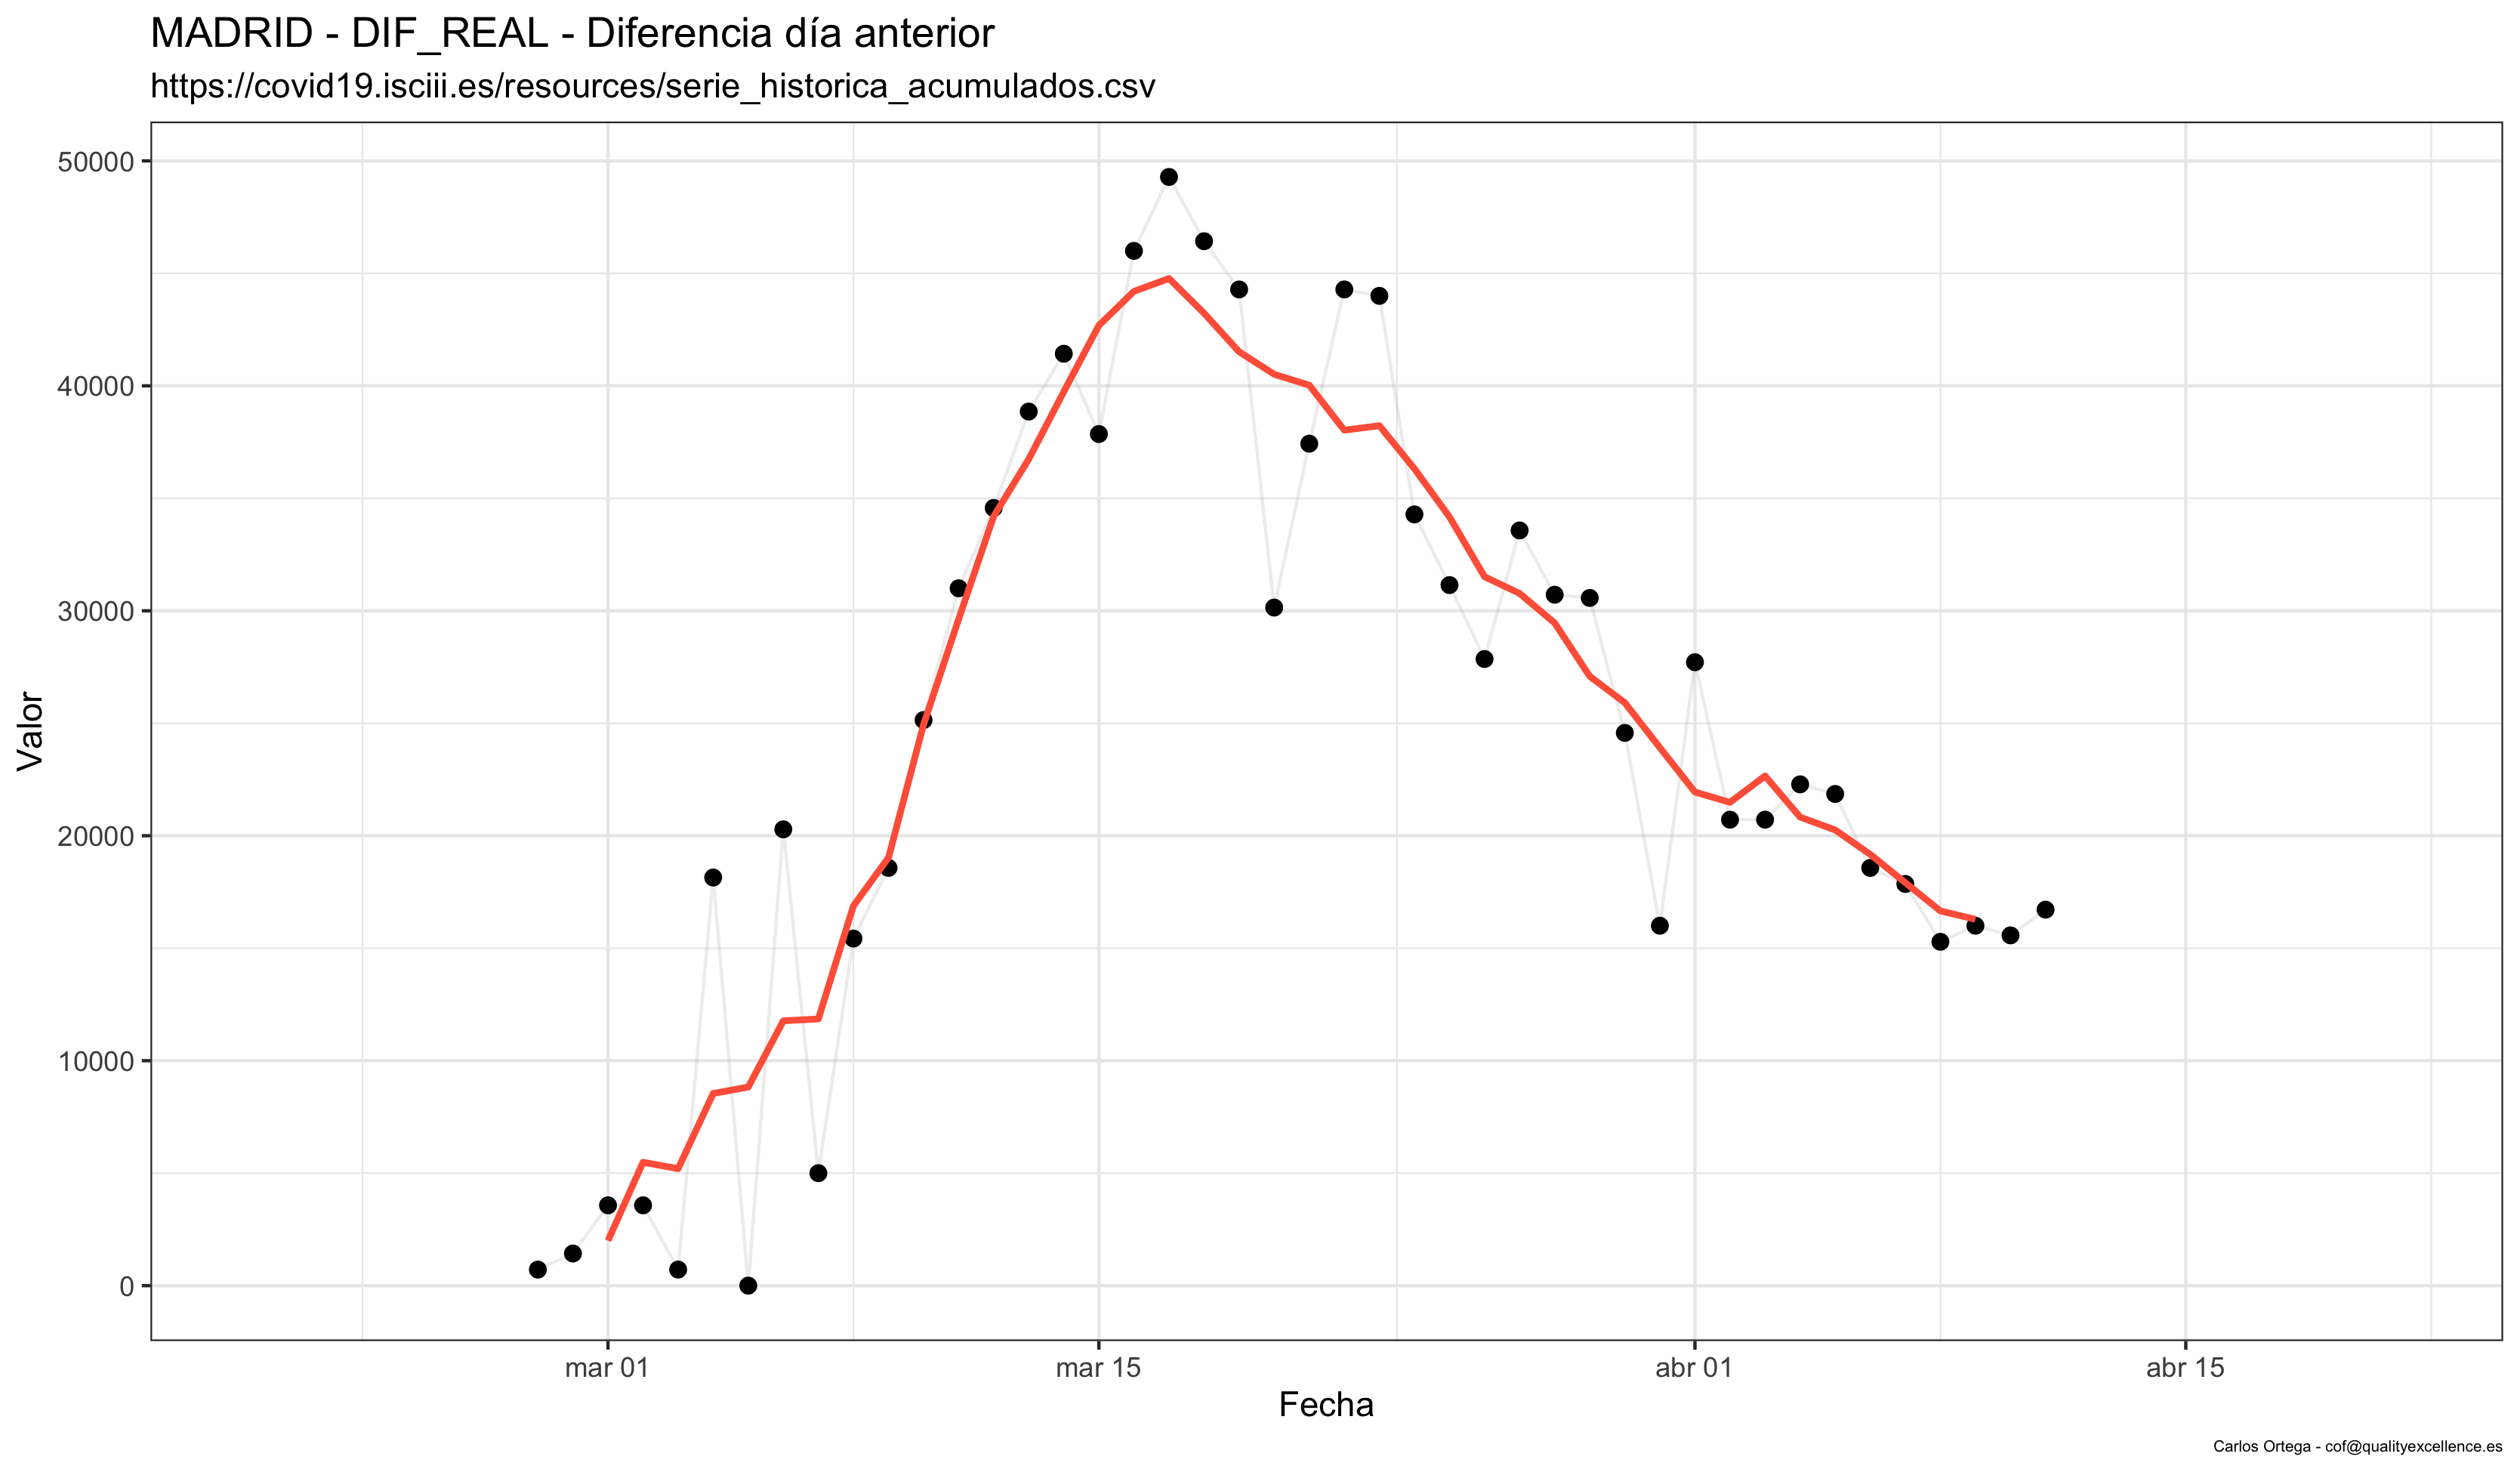 MADRID - DIF_REAL - Diferencia día anterior
https://covid19.isciii.es/resources/serie_historica_acumulados.csv
50000
40000
30000
20000
10000
0
Valor
mar 01 mar 15 abr 01 abr 15
Fecha
Carlos Ortega - cof@qualityexcellence.es